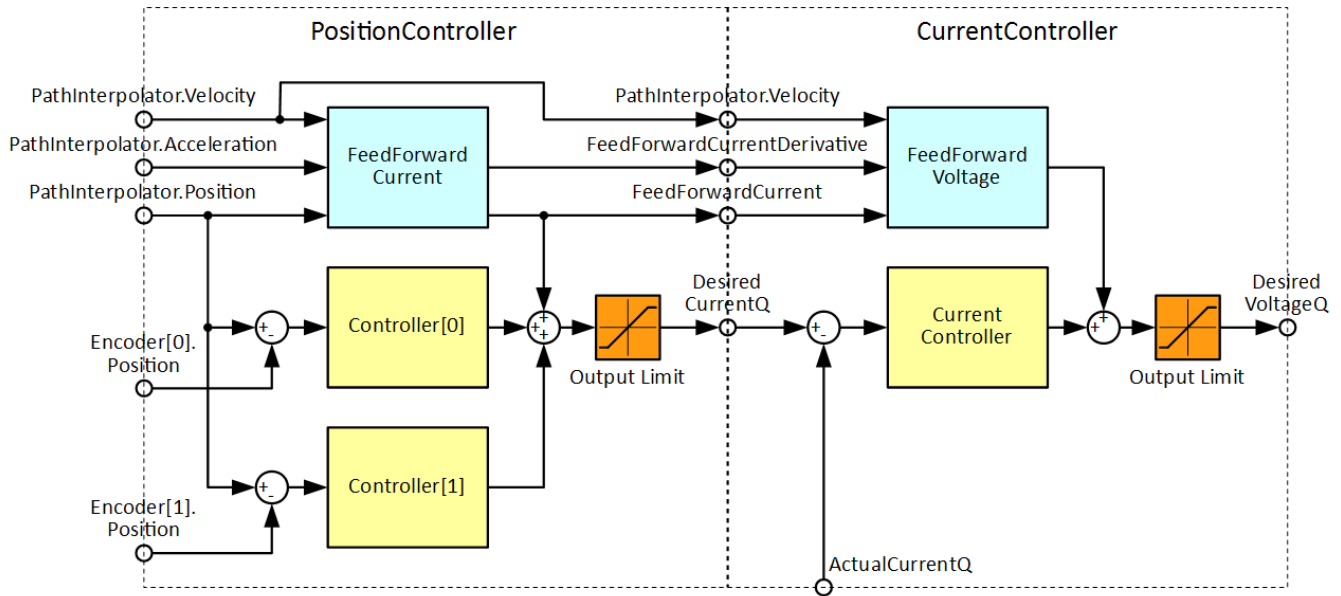 PositionController
CurrentController
PathInterpolator.Velocity
PathInterpolator.Velocity
PathInterpolator.Acceleration
FeedForwardCurrentDerivative
PathInterpolator.Position
FeedForwardCurrent
FeedForward
Current
FeedForward
Voltage
Controller[0]
Desired
CurrentQ
Current
Controller
Desired
VoltageQ
Encoder[0].
Position
Output Limit
Output Limit
Controller[1]
Encoder[1].
Position
ActualCurrentQ
+
-
+
-
+
+
+
+
-
+
+